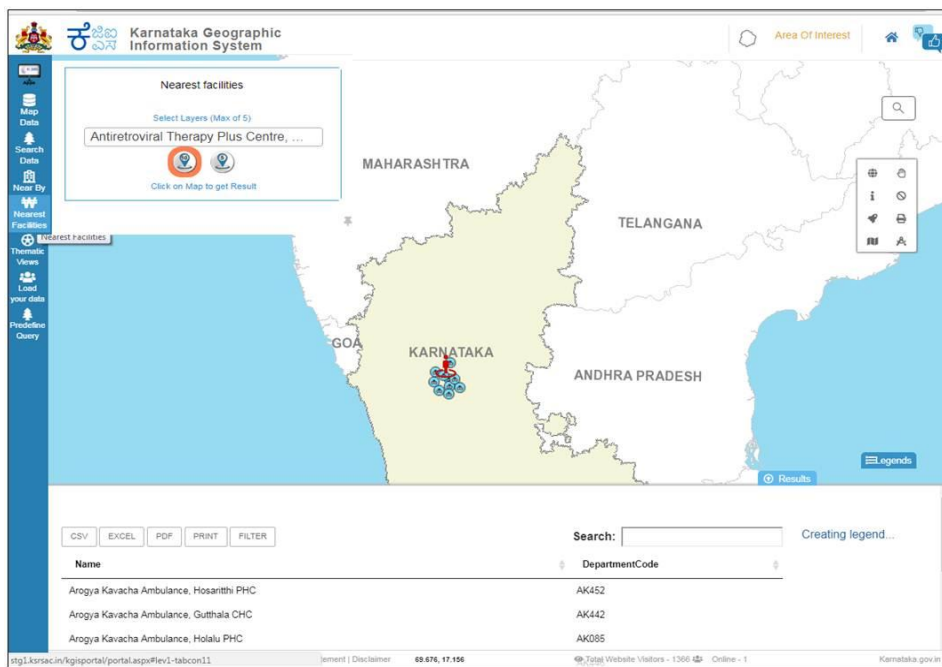 ಕ ಜಿಐ ಎಸ
Karnataka Geographic
Information System
Area Of Interest
Map
Data
Search
Data
Near By
Nearest
Facilities
Nearest Facilities
Thematic
Views
Load
your data
Predefine
Query
Nearest facilities
Select Layers (Max of 5)
Antiretroviral Therapy Plus Centre, ...
Click on Map to get Result
MAHARASHTRA
TELANGANA
GOA
KARNATAKA
ANDHRA PRADESH
Legends
Results
CSV EXCEL PDF PRINT FILTER
Search:
Creating legend...
Name DepartmentCode
Arogya Kavacha Ambulance, Hosaritthi PHC AK452
Arogya Kavacha Ambulance, Gutthala CHC AK442
Arogya Kavacha Ambulance, Holalu PHC AK085
stg1.ksrsac.in/kgisportal/portal.aspx#lev1-tabcon11 ement | Disclaimer 69.676, 17.156 Total Website Visitors - 1366 Online - 1 Karnataka.gov.in